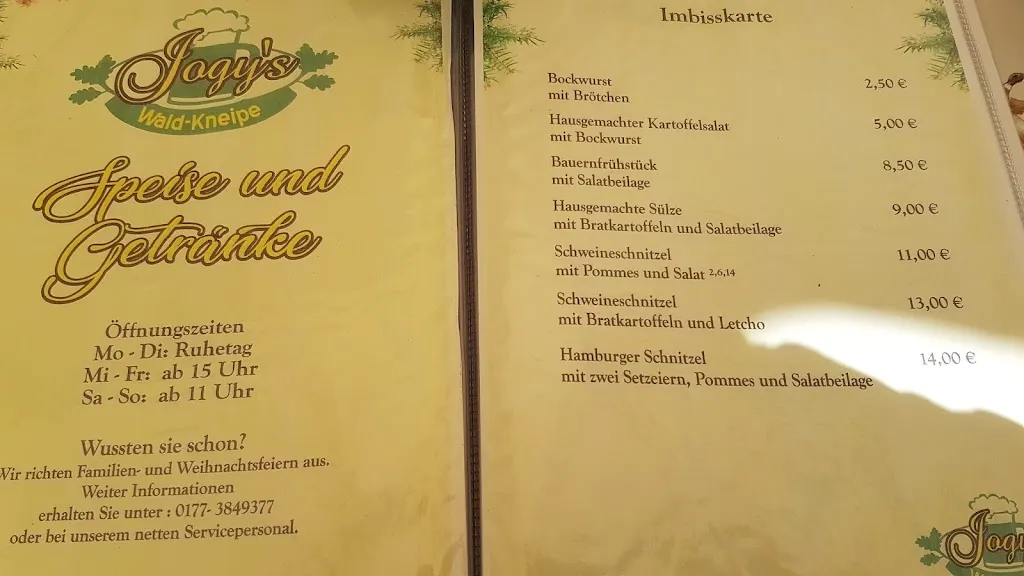 Jogy's
Wald-Kneipe
Speise und
Getränke
Öffnungszeiten
Mo - Di: Ruhetag
Mi - Fr: ab 15 Uhr
Sa - So: ab 11 Uhr
Wussten sie schon?
Wir richten Familien- und Weihnachtsfeiern aus.
Weiter Informationen
erhalten Sie unter : 0177- 3849377
oder bei unserem netten Servicepersonal.
Imbisskarte
Bockwurst 2,50 €
mit Brötchen
Hausgemachter Kartoffelsalat 5,00 €
mit Bockwurst
Bauernfrühstück 8,50 €
mit Salatbeilage
Hausgemachte Sülze 9,00 €
mit Bratkartoffeln und Salatbeilage
Schweineschnitzel 11,00 €
mit Pommes und Salat 2,6,14
Schweineschnitzel 13,00 €
mit Bratkartoffeln und Letcho
Hamburger Schnitzel 14,00 €
mit zwei Setzeiern, Pommes und Salatbeilage
Jogy